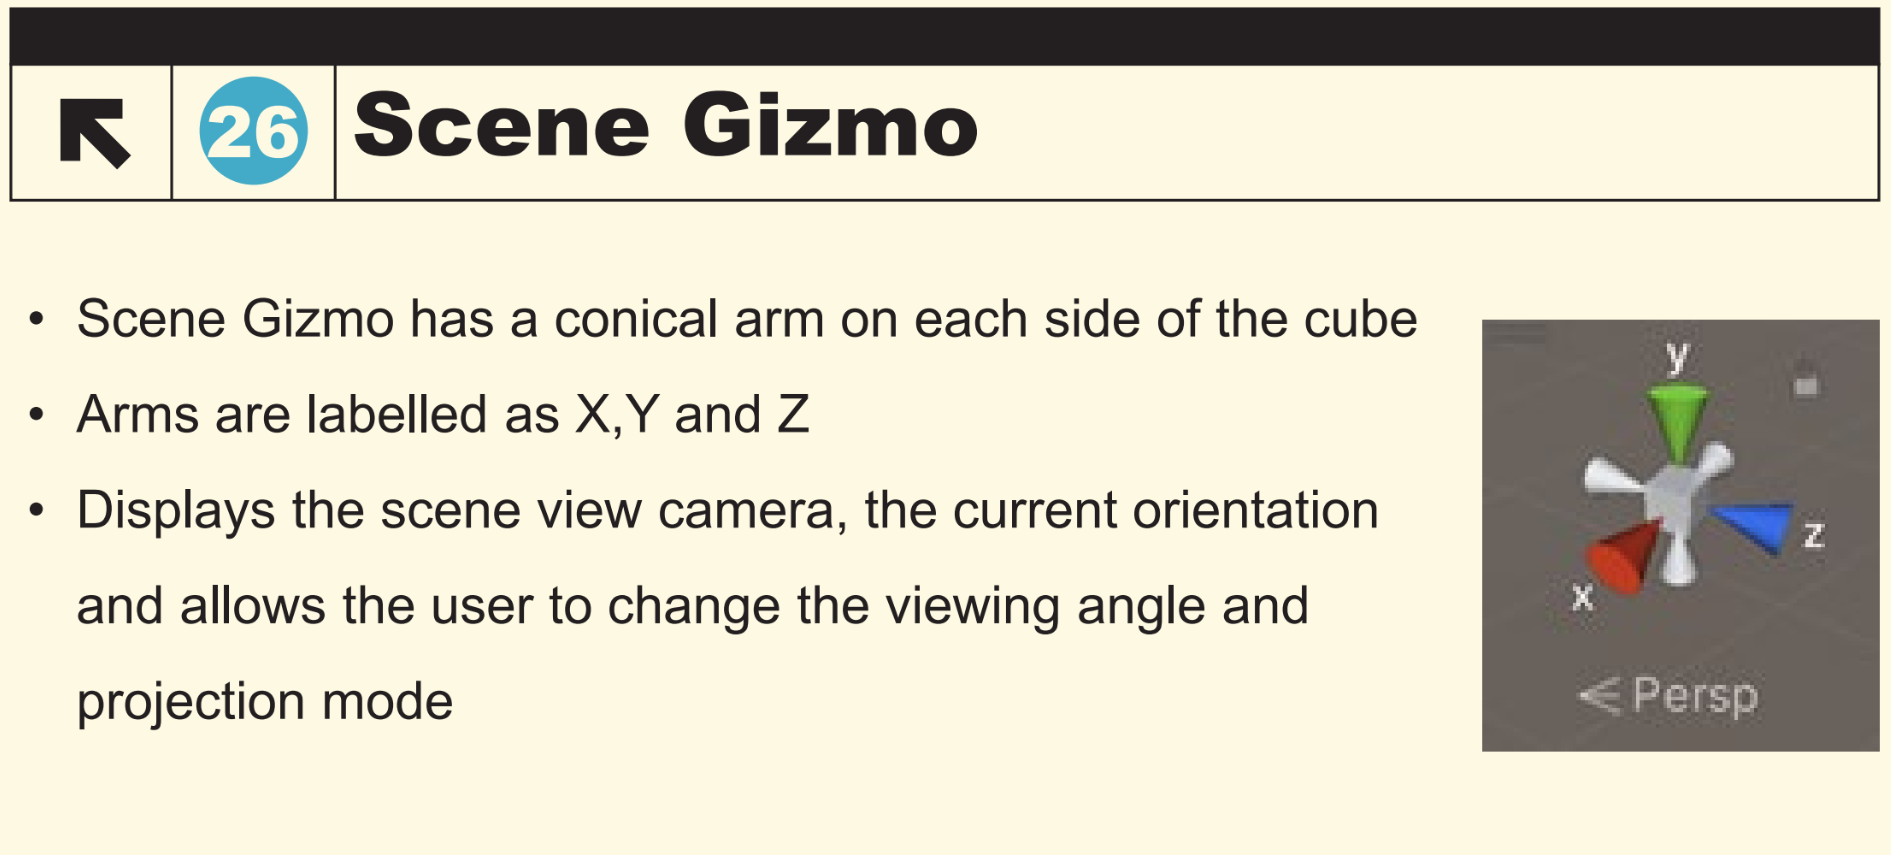 26 Scene Gizmo
• Scene Gizmo has a conical arm on each side of the cube
• Arms are labelled as X,Y and Z
• Displays the scene view camera, the current orientation
and allows the user to change the viewing angle and
projection mode
y
z
x
Persp